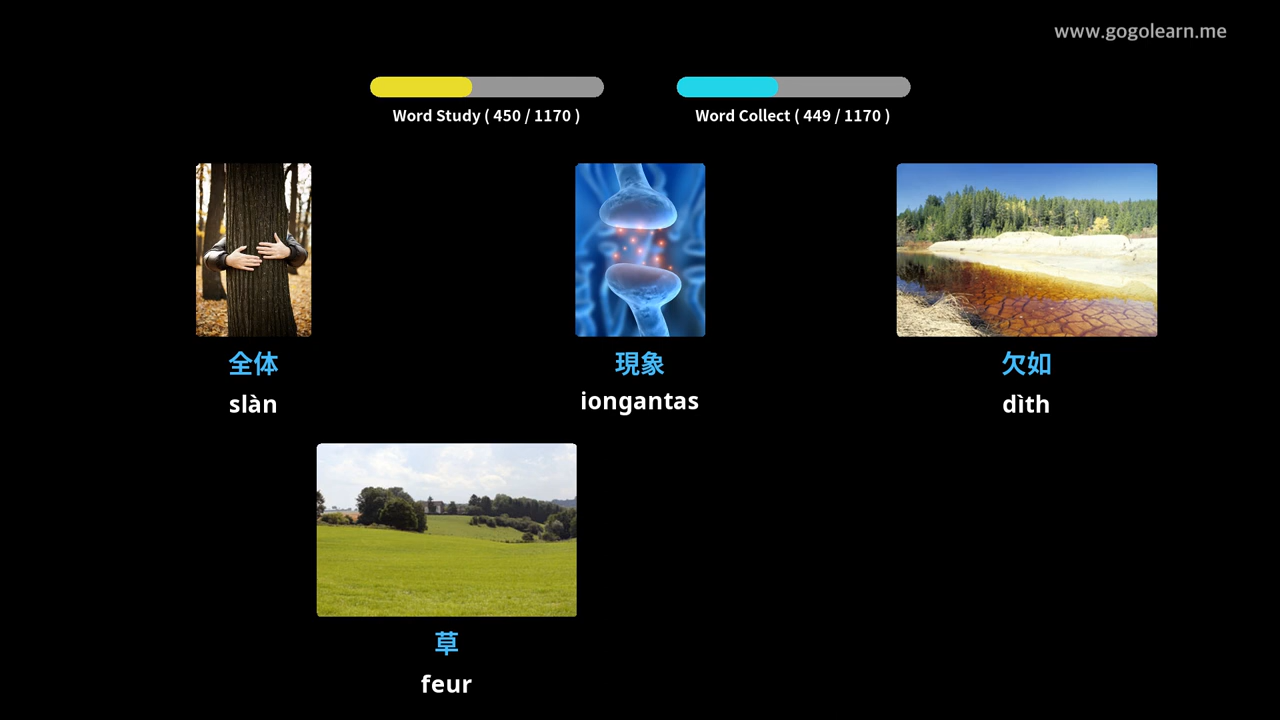 www.gogolearn.me
Word Study ( 450 / 1170 )
Word Collect ( 449 / 1170 )
全体
slàn
現象
iongantas
欠如
dìth
草
feur